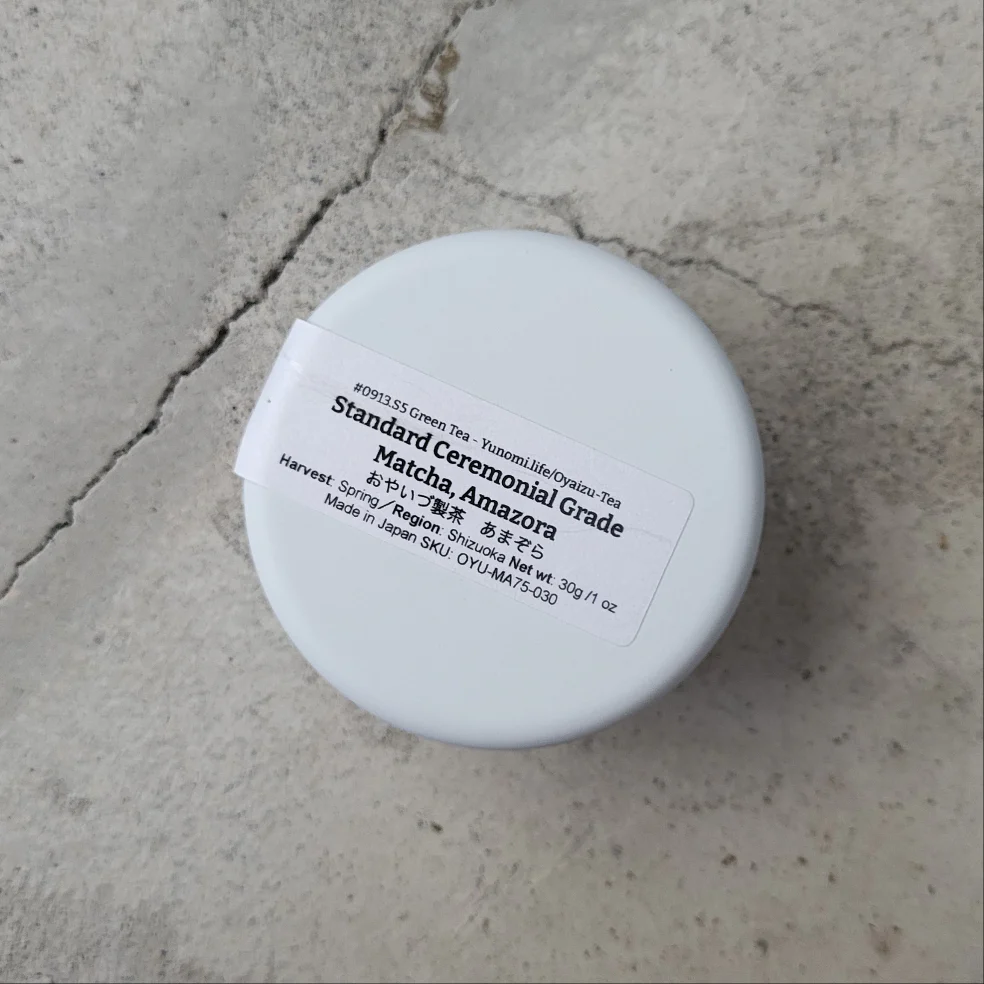 #0913.S5 Green Tea - Yunomi.life/Oyaizu-Tea
Standard Ceremonial Grade
Matcha, Amazora
おやいづ製茶　あまぞら
Harvest: Spring／Region: Shizuoka Net wt: 30g /1 oz
Made in Japan SKU: OYU-MA75-030